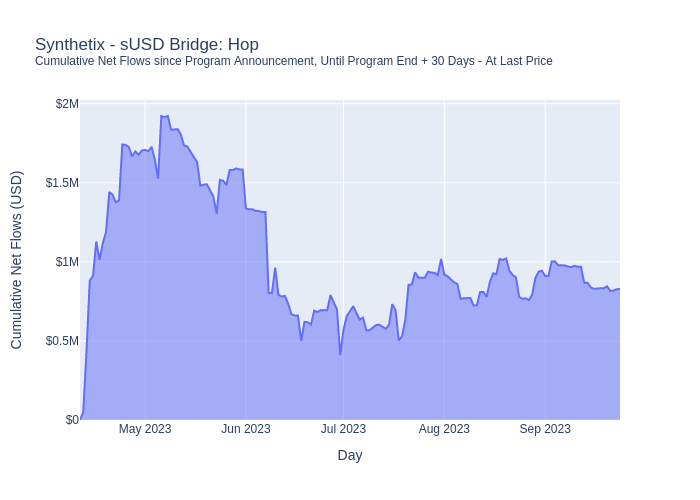 Synthetix - sUSD Bridge: Hop
Cumulative Net Flows since Program Announcement, Until Program End + 30 Days - At Last Price
Cumulative Net Flows (USD)
$2M
$1.5M
$1M
$0.5M
$0
May 2023
Jun 2023
Jul 2023
Aug 2023
Sep 2023
Day